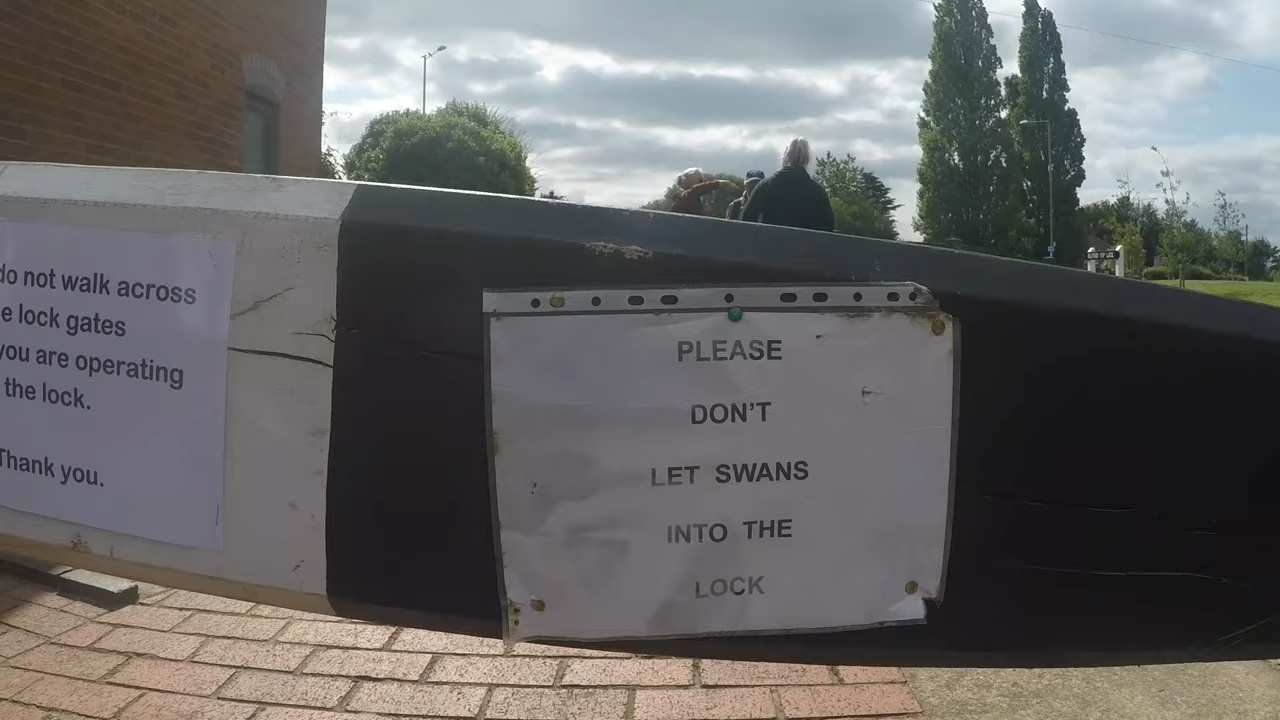 do not walk across
e lock gates
you are operating
the lock.
Thank you.
PLEASE
DON'T
LET SWANS
INTO THE
LOCK